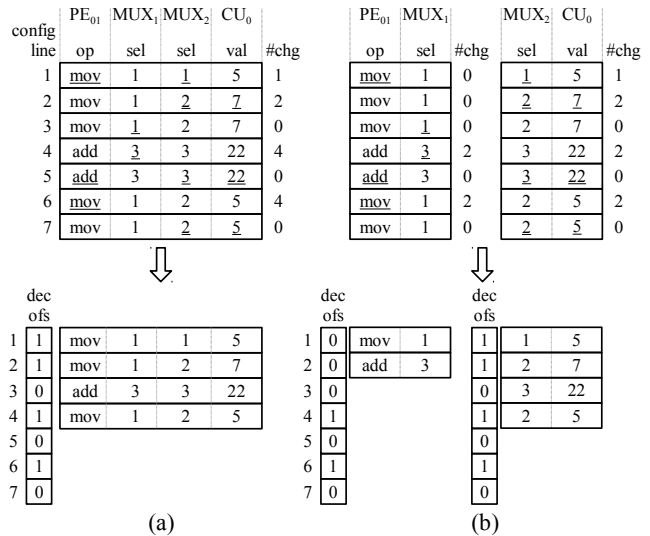 PE01 MUX1 MUX2 CU0 PE01 MUX1 MUX2 CU0
config
line op sel sel val #chg op sel #chg sel val #chg
1 mov 1 1 5 1 mov 1 0 1 5 1
2 mov 1 2 7 2 mov 1 0 2 7 2
3 mov 1 2 7 0 mov 1 0 2 7 0
4 add 3 3 22 4 add 3 2 3 22 2
5 add 3 3 22 0 add 3 0 3 22 0
6 mov 1 2 5 4 mov 1 2 2 5 2
7 mov 1 2 5 0 mov 1 0 2 5 0
dec dec dec
ofs ofs ofs
1 1 mov 1 1 5 1 0 mov 1 1 1 5
2 1 mov 1 2 7 2 0 add 3 1 2 7
3 0 add 3 3 22 3 0 0 3 22
4 1 mov 1 2 5 4 1 1 2 5
5 0 5 0 0
6 1 6 1 1
7 0 7 0 0
(a) (b)